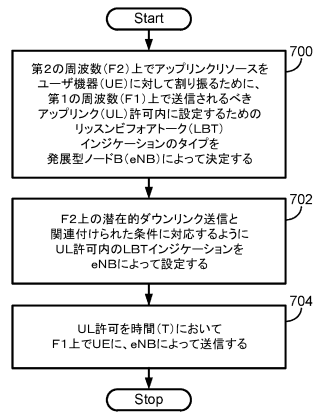 Start
700
第2の周波数(F2)上でアップリンクリソースを
ユーザ機器(UE)に対して割り振るために、
第1の周波数(F1)上で送信されるべき
アップリンク(UL)許可内に設定するための
リッスンビフォアトーク(LBT)
インジケーションのタイプを
発展型ノードB(eNB)によって決定する
702
F2上の潜在的ダウンリンク送信と
関連付けられた条件に対応するように
UL許可内のLBTインジケーションを
eNBによって設定する
704
UL許可を時間(T)において
F1上でUEに、eNBによって送信する
Stop